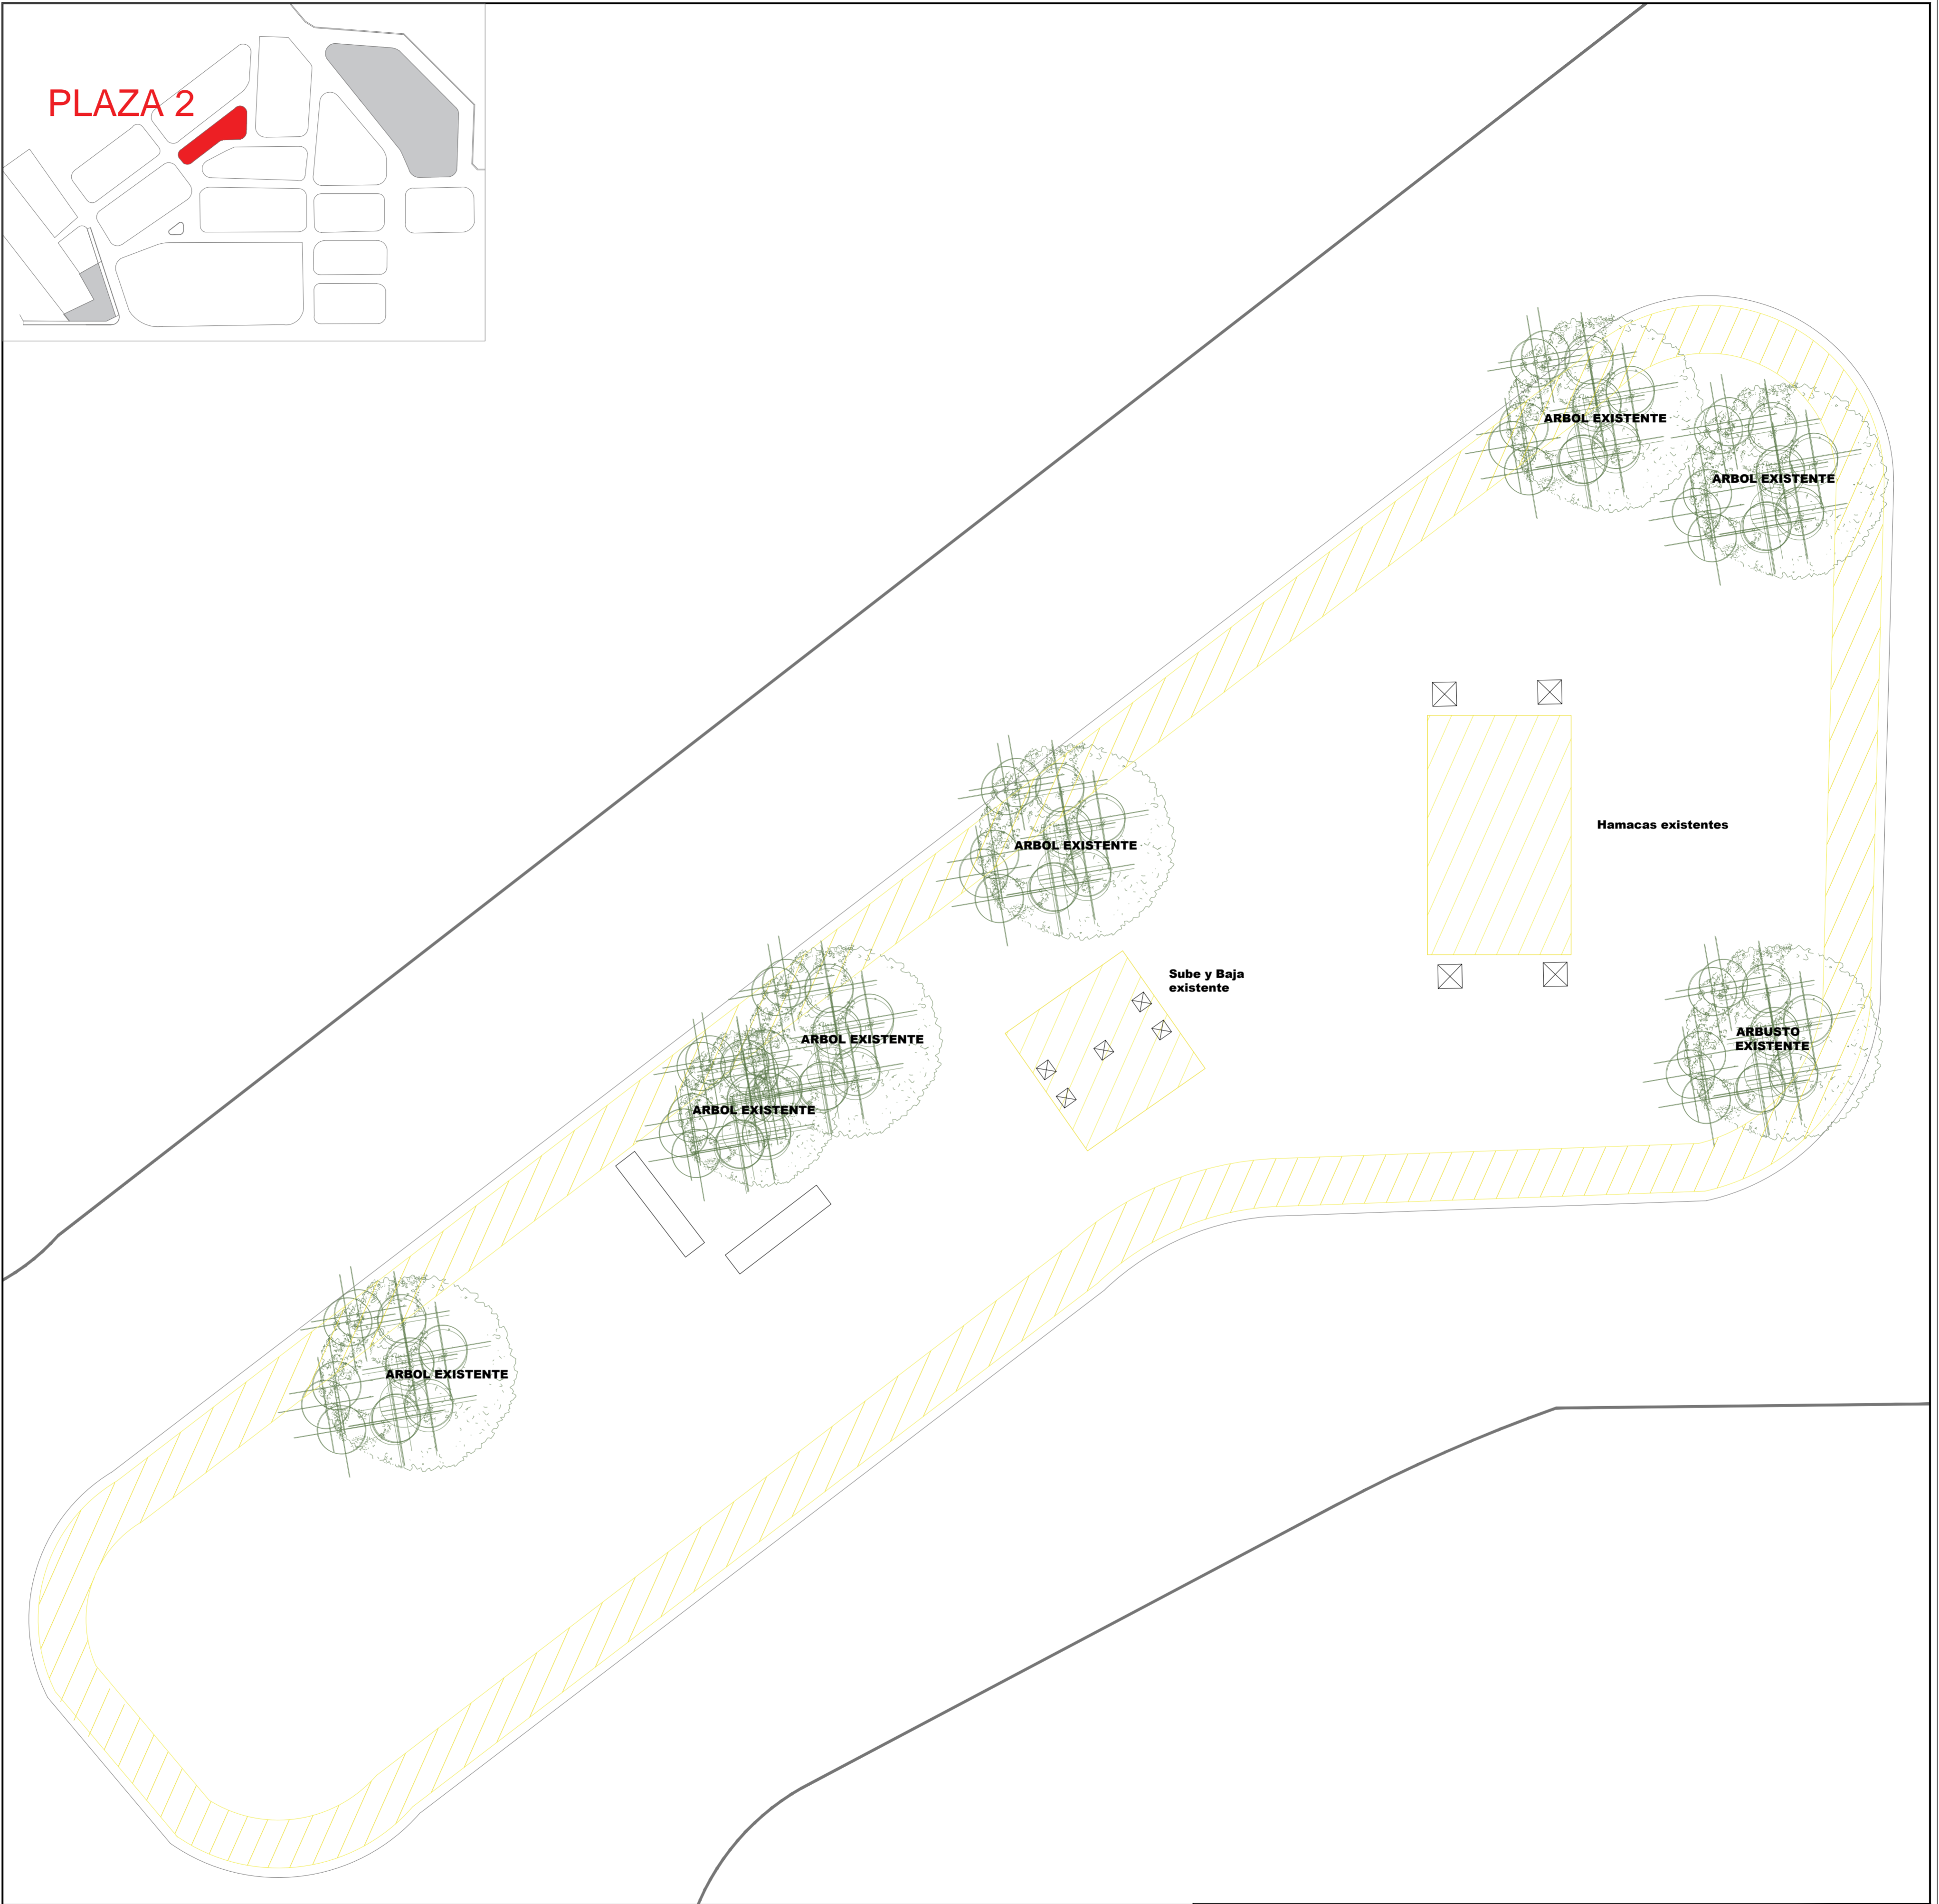 PLAZA 2
ARBOL EXISTENTE
ARBOL EXISTENTE
Hamacas existentes
ARBOL EXISTENTE
Sube y Baja
existente
ARBUSTO
EXISTENTE
ARBOL EXISTENTE
ARBOL EXISTENTE
ARBOL EXISTENTE